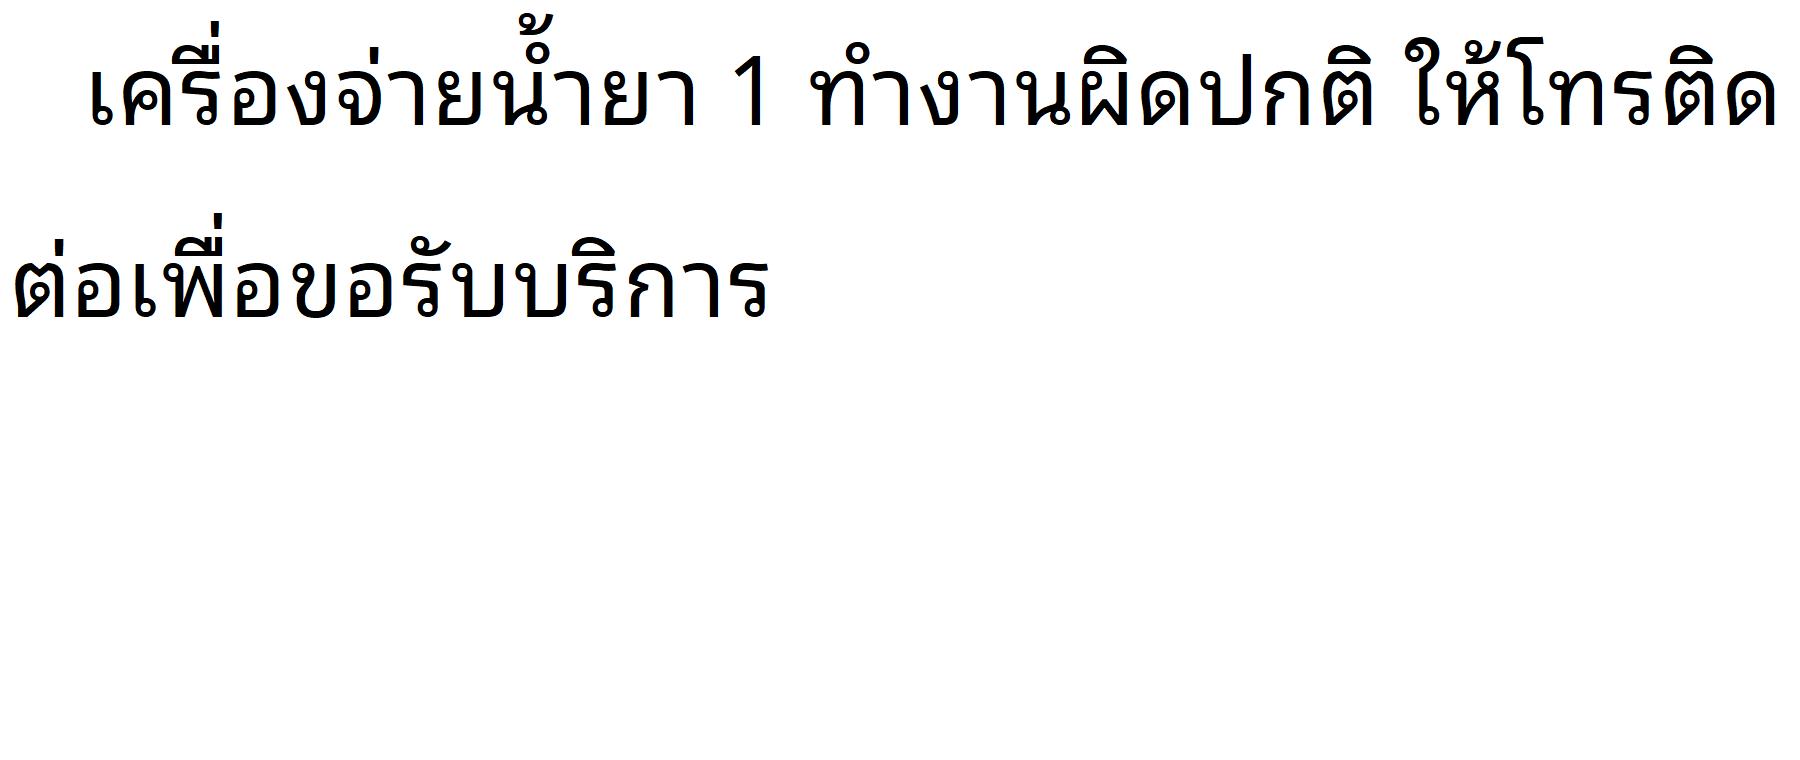 เครื่องจ่ายน้ำยา 1 ทำงานผิดปกติ ให้โทรติด
ต่อเพื่อขอรับบริการ